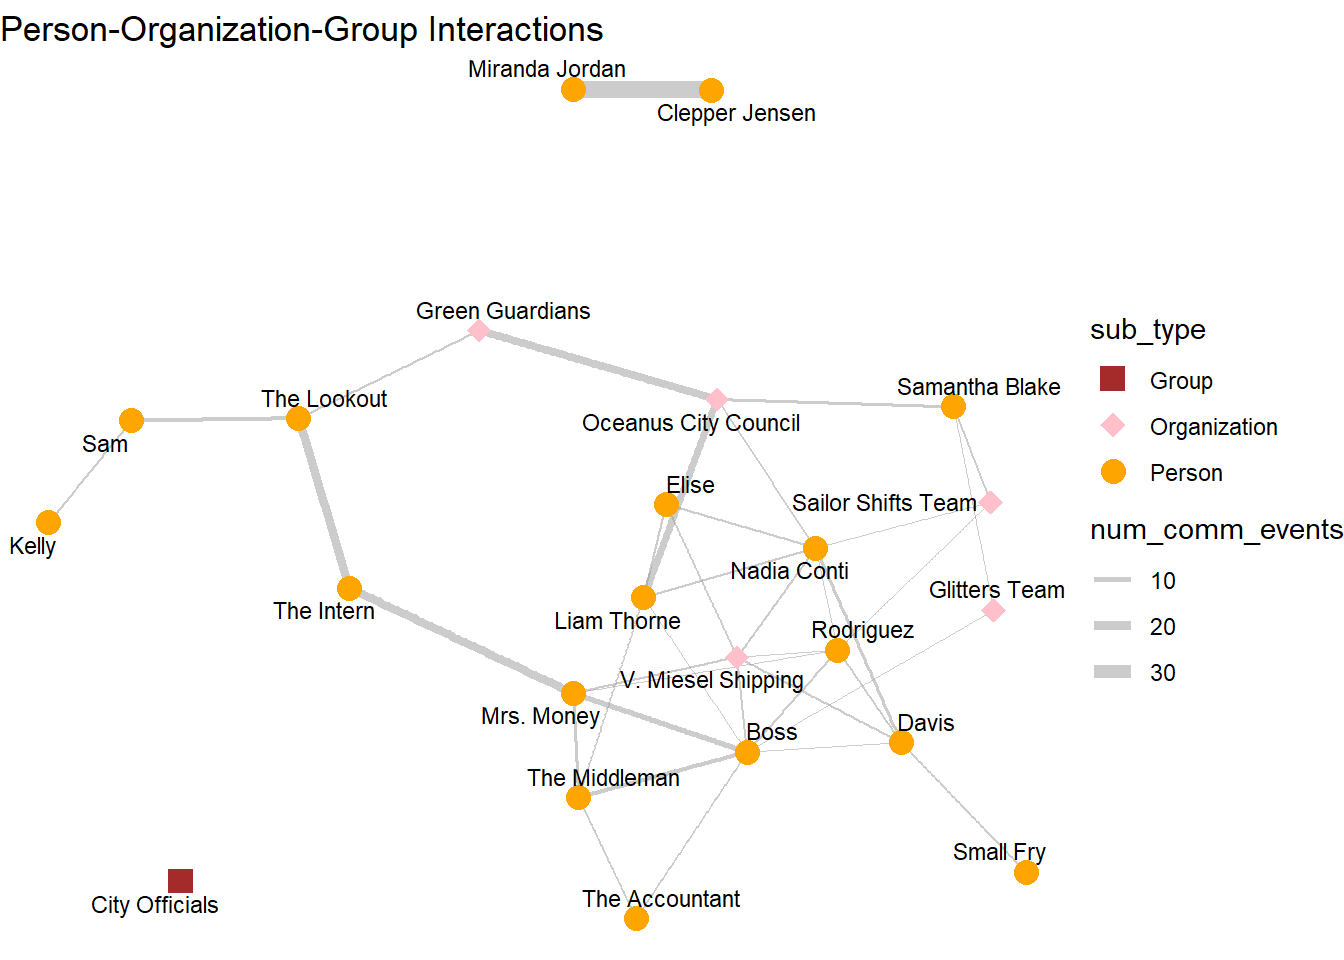 Person-Organization-Group Interactions
Miranda Jordan
Clepper Jensen
Green Guardians
The Lookout
Samantha Blake
Oceanus City Council
Sam
Elise
Sailor Shifts Team
Kelly
Nadia Conti
Glitters Team
The Intern
Liam Thorne
Rodriguez
V. Miesel Shipping
Mrs. Money
Boss
Davis
The Middleman
Small Fry
The Accountant
City Officials
sub_type
Group
Organization
Person
num_comm_events
10
20
30